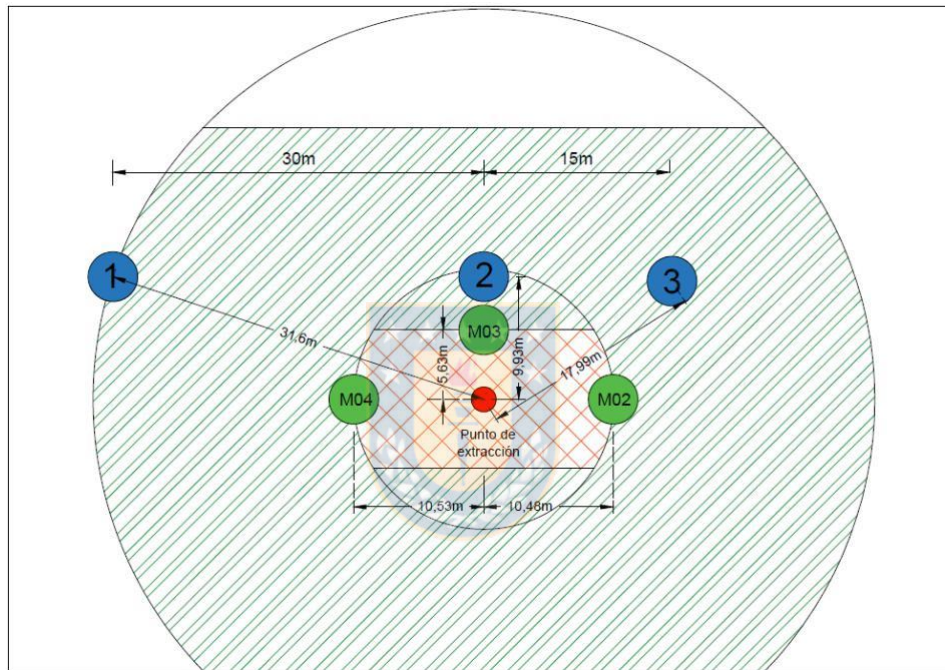 30m
15m
1
2
3
31,6m
M03
5,63m
9,93m
17,99m
M04
M02
Punto de
extracción
10,53m
10,48m